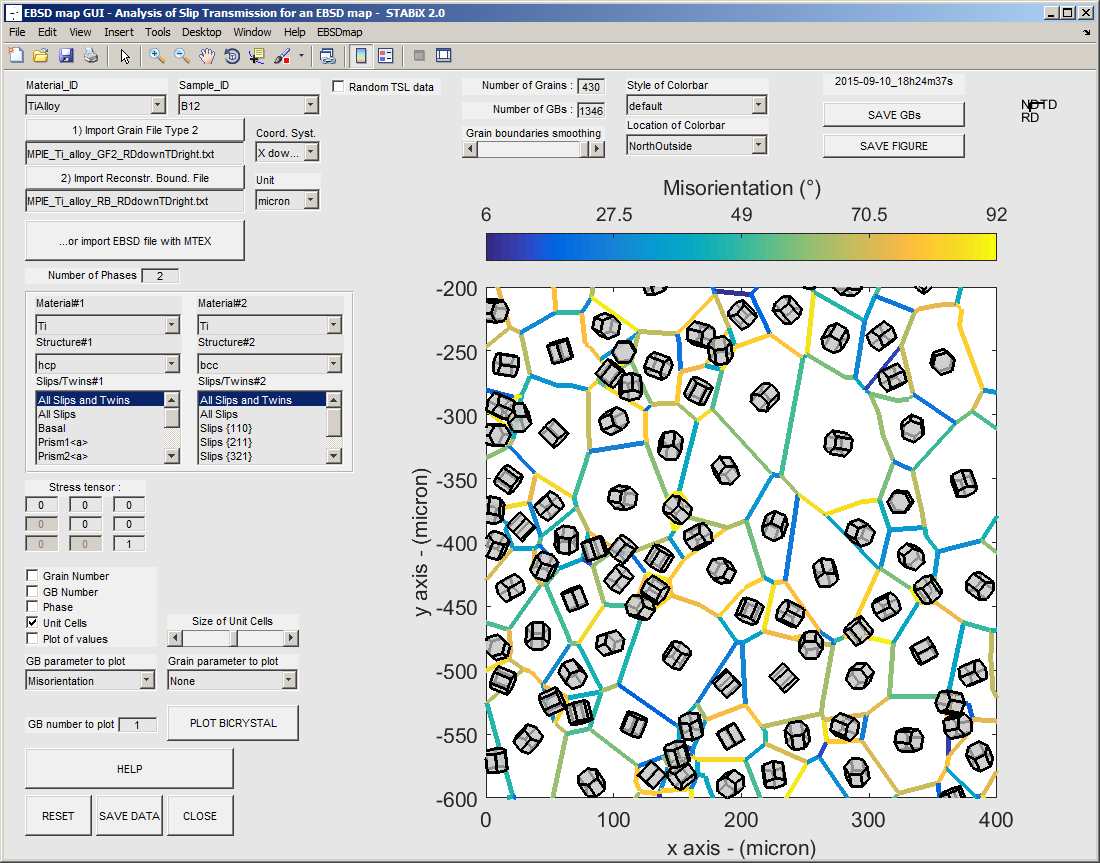 EBSD map GUI - Analysis of Slip Transmission for an EBSD map - STABiX 2.0
File Edit View Insert Tools Desktop Window Help EBSDmap
Material_ID
TiAlloy
Sample_ID
B12
Random TSL data
1) Import Grain File Type 2
MPIE_Ti_alloy_GF2_RDdownTDright.txt
2) Import Reconstr. Bound. File
MPIE_Ti_alloy_RB_RDdownTDright.txt
Coord. Syst.
X dow...
Unit
micron
...or import EBSD file with MTEX
Number of Phases 2
Material#1
Ti
Structure#1
hcp
Slips/Twins#1
All Slips and Twins
All Slips
Basal
Prism1<a>
Prism2<a>
Material#2
Ti
Structure#2
bcc
Slips/Twins#2
All Slips and Twins
All Slips
Slips {110}
Slips {211}
Slips {321}
Stress tensor :
0 0 0
0 0 0
0 0 1
Grain Number
GB Number
Phase
Unit Cells
Plot of values
Size of Unit Cells
GB parameter to plot
Misorientation
Grain parameter to plot
None
GB number to plot 1
PLOT BICRYSTAL
HELP
RESET
SAVE DATA
CLOSE
Number of Grains : 430
Number of GBs : 1346
Grain boundaries smoothing
Style of Colorbar
default
Location of Colorbar
NorthOutside
2015-09-10_18h24m37s
SAVE GBs
SAVE FIGURE
NDTD
RD
Misorientation (°)
6 27.5 49 70.5 92
-200
-250
-300
-350
-400
-450
-500
-550
-600
y axis - (micron)
0 100 200 300 400
x axis - (micron)